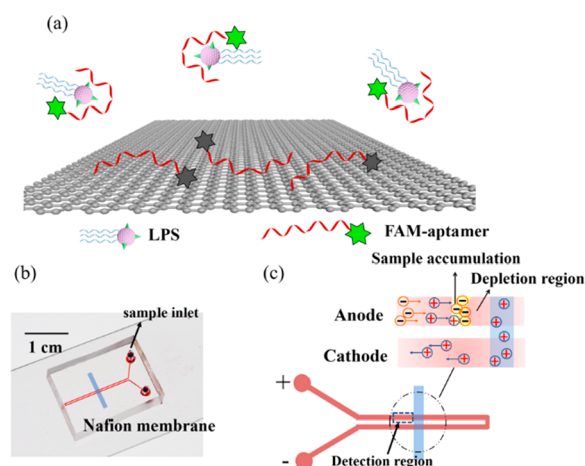 (a)
LPS
FAM-aptamer
(b)
sample inlet
1 cm
Nafion membrane
(c)
Sample accumulation
Depletion region
Anode
Cathode
+
-
Detection region